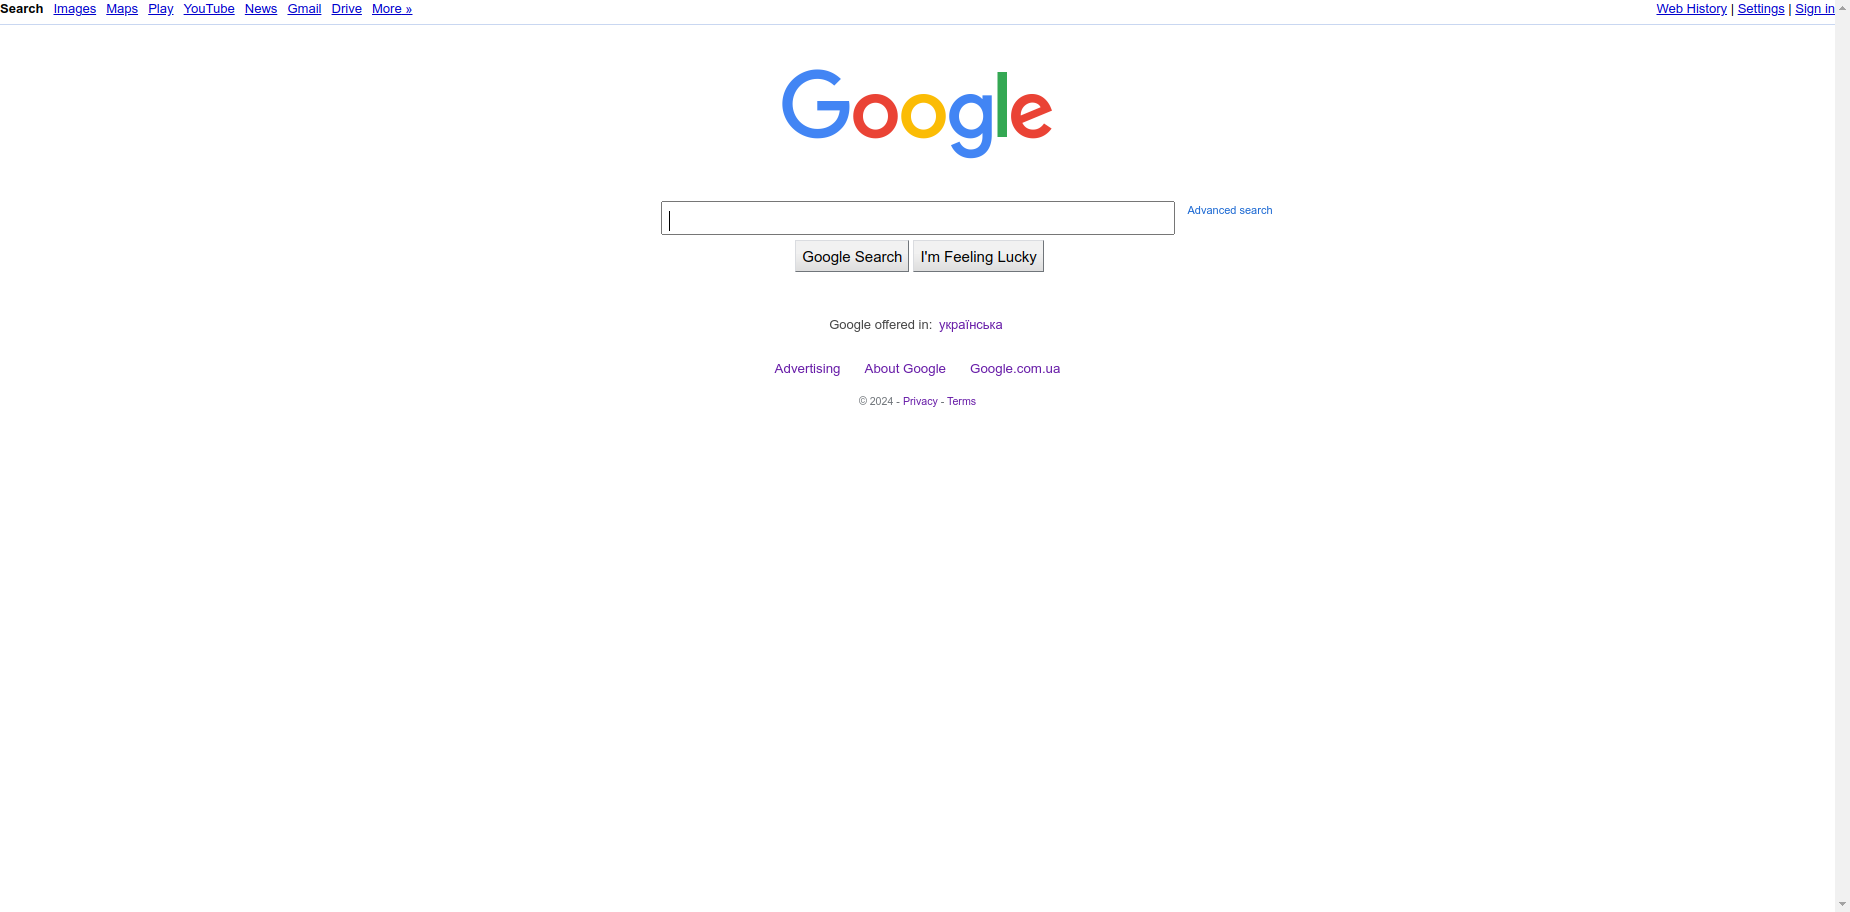 Search Images Maps Play YouTube News Gmail Drive More » Web History | Settings | Sign in
Google
Advanced search
Google Search I'm Feeling Lucky
Google offered in: українська
Advertising About Google Google.com.ua
© 2024 - Privacy - Terms